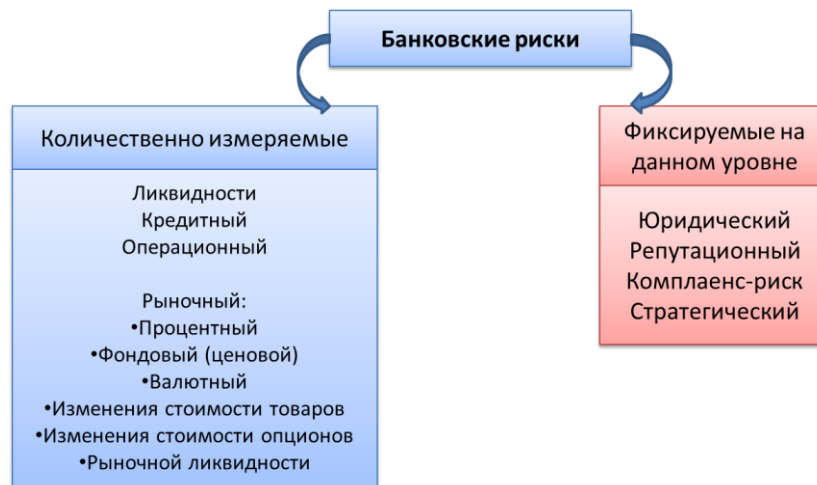 Банковские риски
Количественно измеряемые
Ликвидности
Кредитный
Операционный
Рыночный:
•Процентный
•Фондовый (ценовой)
•Валютный
•Изменения стоимости товаров
•Изменения стоимости опционов
•Рыночной ликвидности
Фиксируемые на
данном уровне
Юридический
Репутационный
Комплаенс-риск
Стратегический